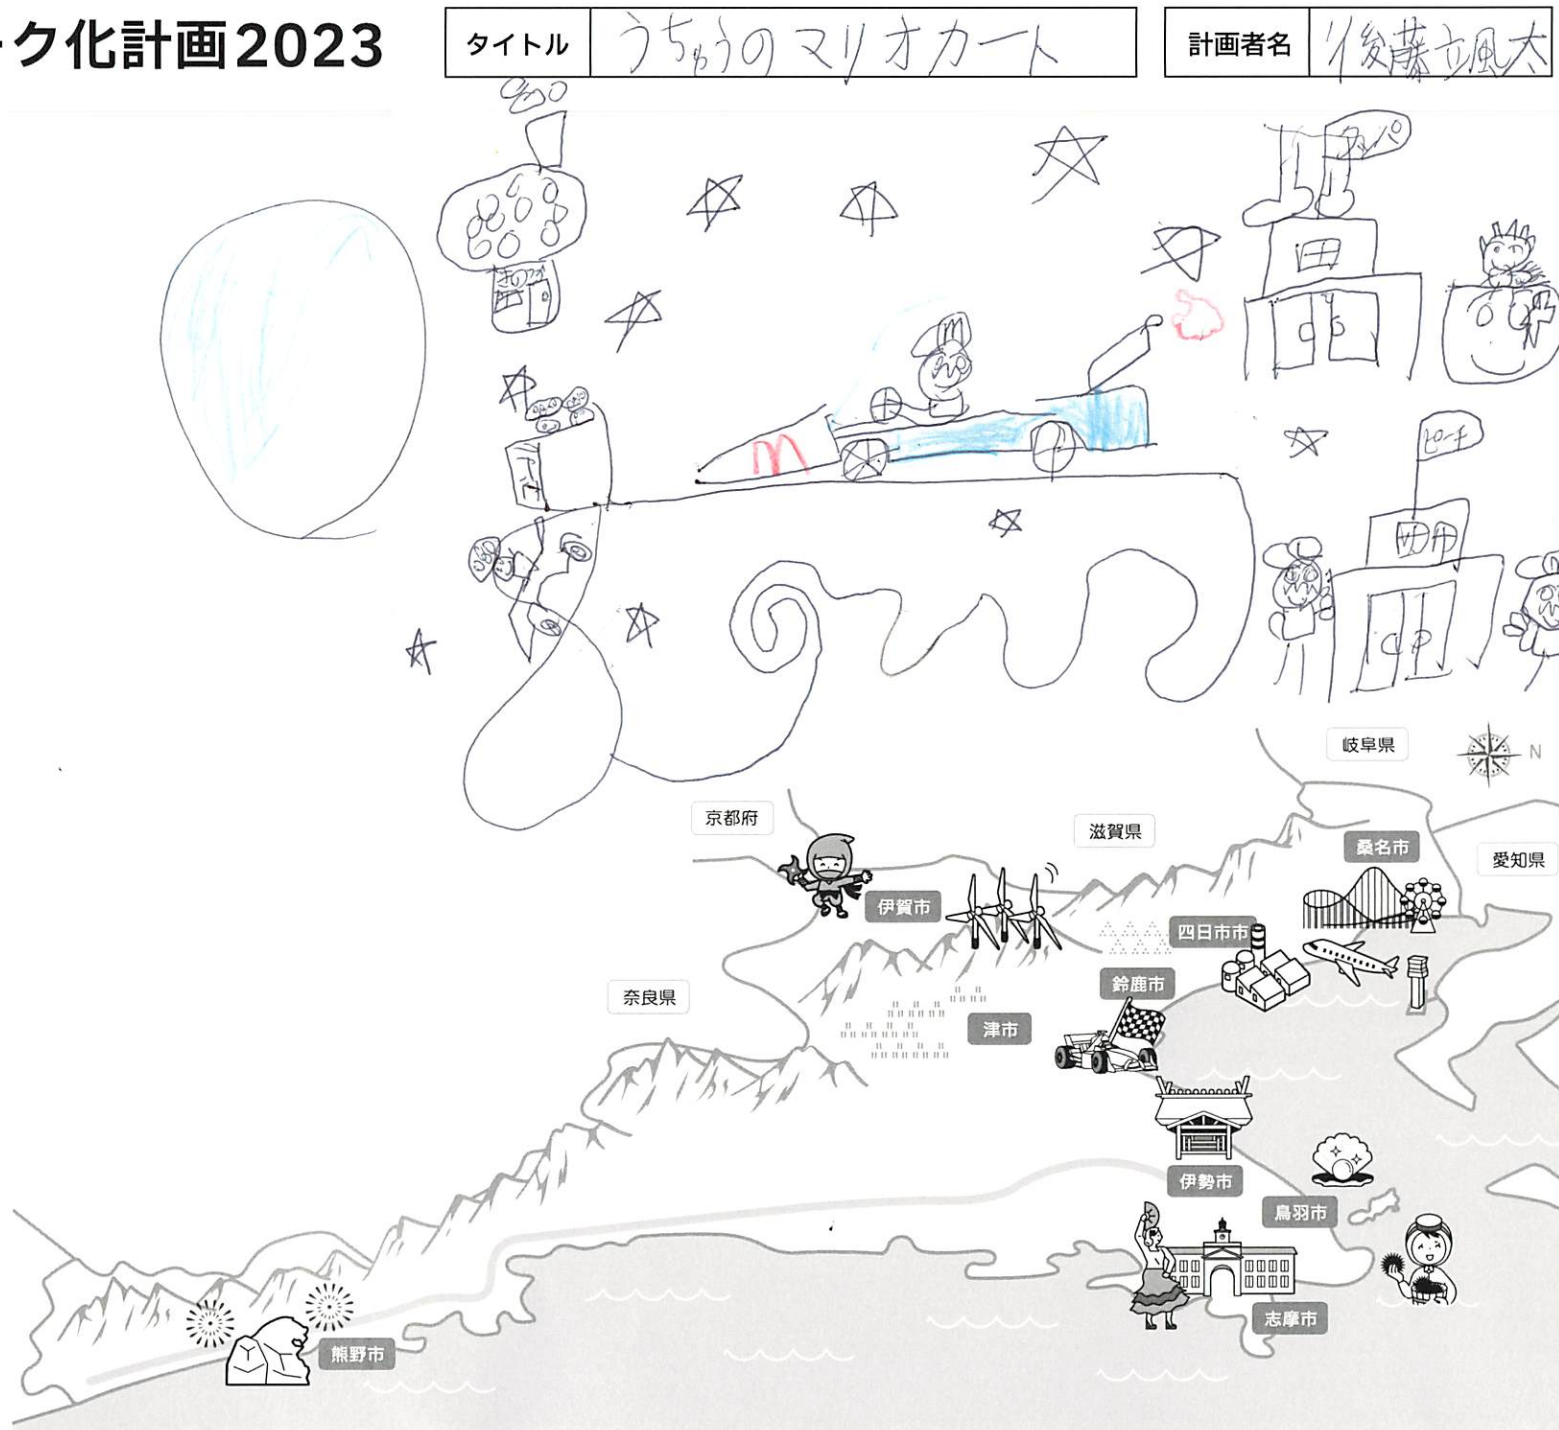 ーク化計画2023
タイトル
うちゅうのマリオカート
計画者名
後藤颯太
クッパ
きのこ
M
M
ピーチ
岐阜県
N
京都府
滋賀県
桑名市
愛知県
伊賀市
四日市市
鈴鹿市
奈良県
津市
伊勢市
鳥羽市
志摩市
熊野市